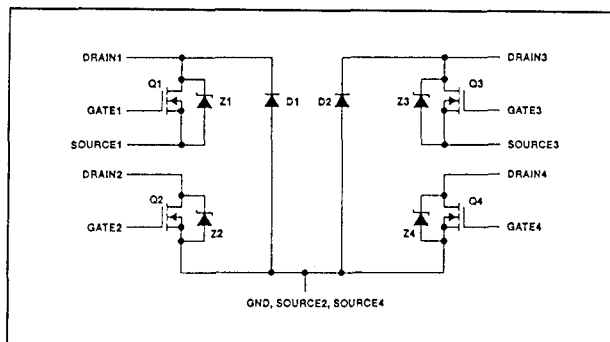 DRAIN1 DRAIN3
Q1 Z1 D1 D2 Z3 Q3
GATE1 GATE3
SOURCE1 SOURCE3
DRAIN2 DRAIN4
Q2 Z2 Z4 Q4
GATE2 GATE4
GND, SOURCE2, SOURCE4